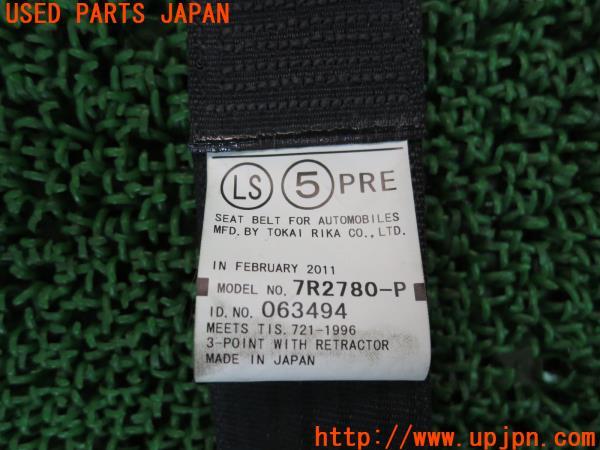 USED PARTS JAPAN
LS 5 PRE
SEAT BELT FOR AUTOMOBILES
MFD. BY TOKAI RIKA CO., LTD.
IN FEBRUARY 2011
MODEL NO. 7R2780-P
I D. NO. 063494
MEETS TIS. 721-1996
3-POINT WITH RETRACTOR
MADE IN JAPAN
http://www.upjpn.com/